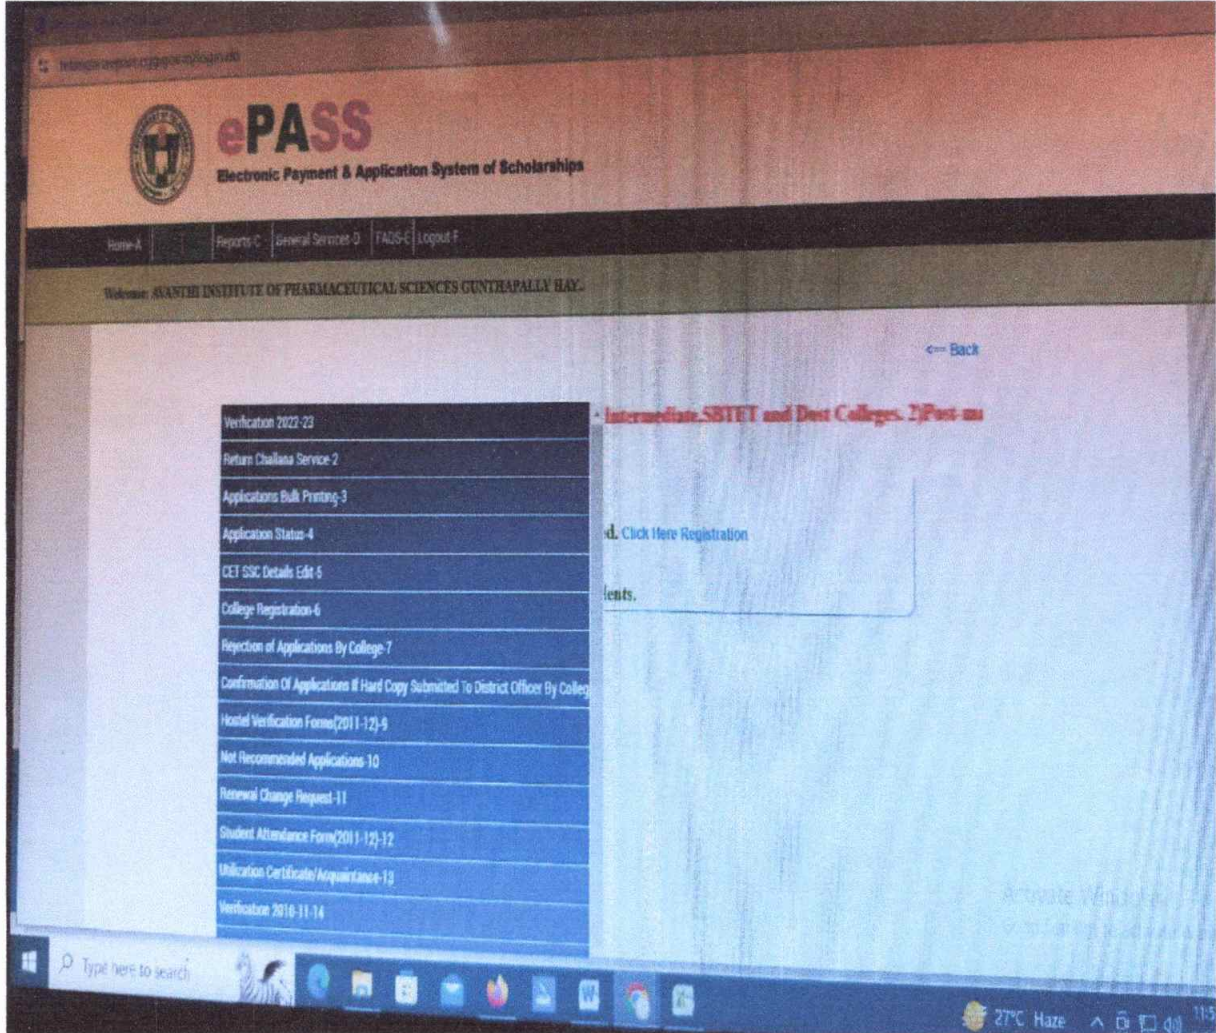 ePASS
Electronic Payment & Application System of Scholarships
Home-A Reports-C General Services-D FAQS-E Logout-F
Welcome: AVANTHI INSTITUTE OF PHARMACEUTICAL SCIENCES GUNTHAPALLY HAY..
<== Back
Intermediate,SBTET and Dost Colleges. 2)Post-ma
Verification 2022-23
Return Challana Service-2
Applications Bulk Printing-3
Application Status-4
ed. Click Here Registration
CET SSC Details Edit-5
dents.
College Registration-6
Rejection of Applications By College-7
Confirmation Of Applications If Hard Copy Submitted To District Officer By Colleg
Hostel Verification Forms(2011-12)-9
Not Recommended Applications-10
Renewal Change Request-11
Student Attendance Form(2011-12)-12
Utilization Certificate/Acquaintance-13
Verification 2010-11-14
Activate Windows
Type here to search
27°C Haze